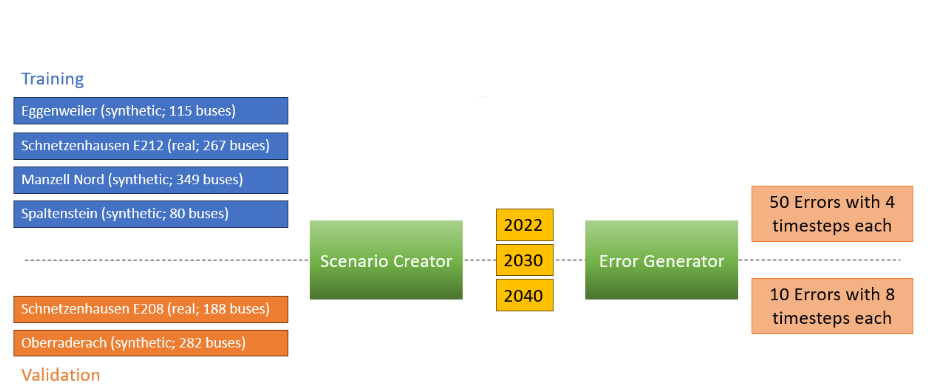 Training
Eggenweiler (synthetic; 115 buses)
Schnetzenhausen E212 (real; 267 buses)
Manzell Nord (synthetic; 349 buses)
Spaltenstein (synthetic; 80 buses)
Scenario Creator
2022
2030
2040
Error Generator
50 Errors with 4
timesteps each
10 Errors with 8
timesteps each
Schnetzenhausen E208 (real; 188 buses)
Oberraderach (synthetic; 282 buses)
Validation